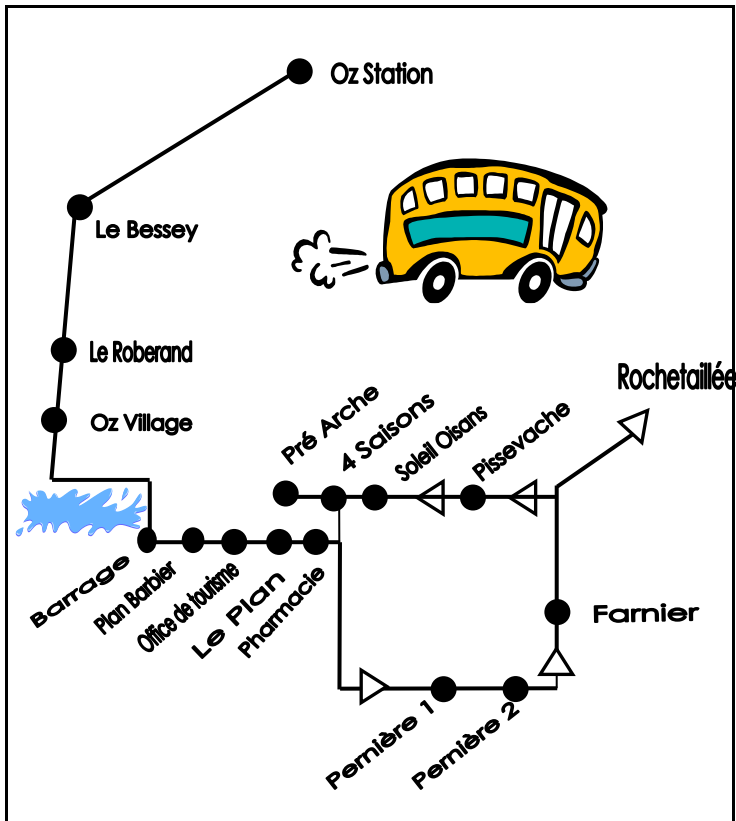 Oz Station
Le Bessey
Le Roberand
Oz Village
Rochetaillée
Pré Arche
4 Saisons
Soleil Oisans
Pissevache
Barrage
Plan Barbier
Office de tourisme
Le Plan
Pharmacie
Farnier
Pernière 1
Pernière 2